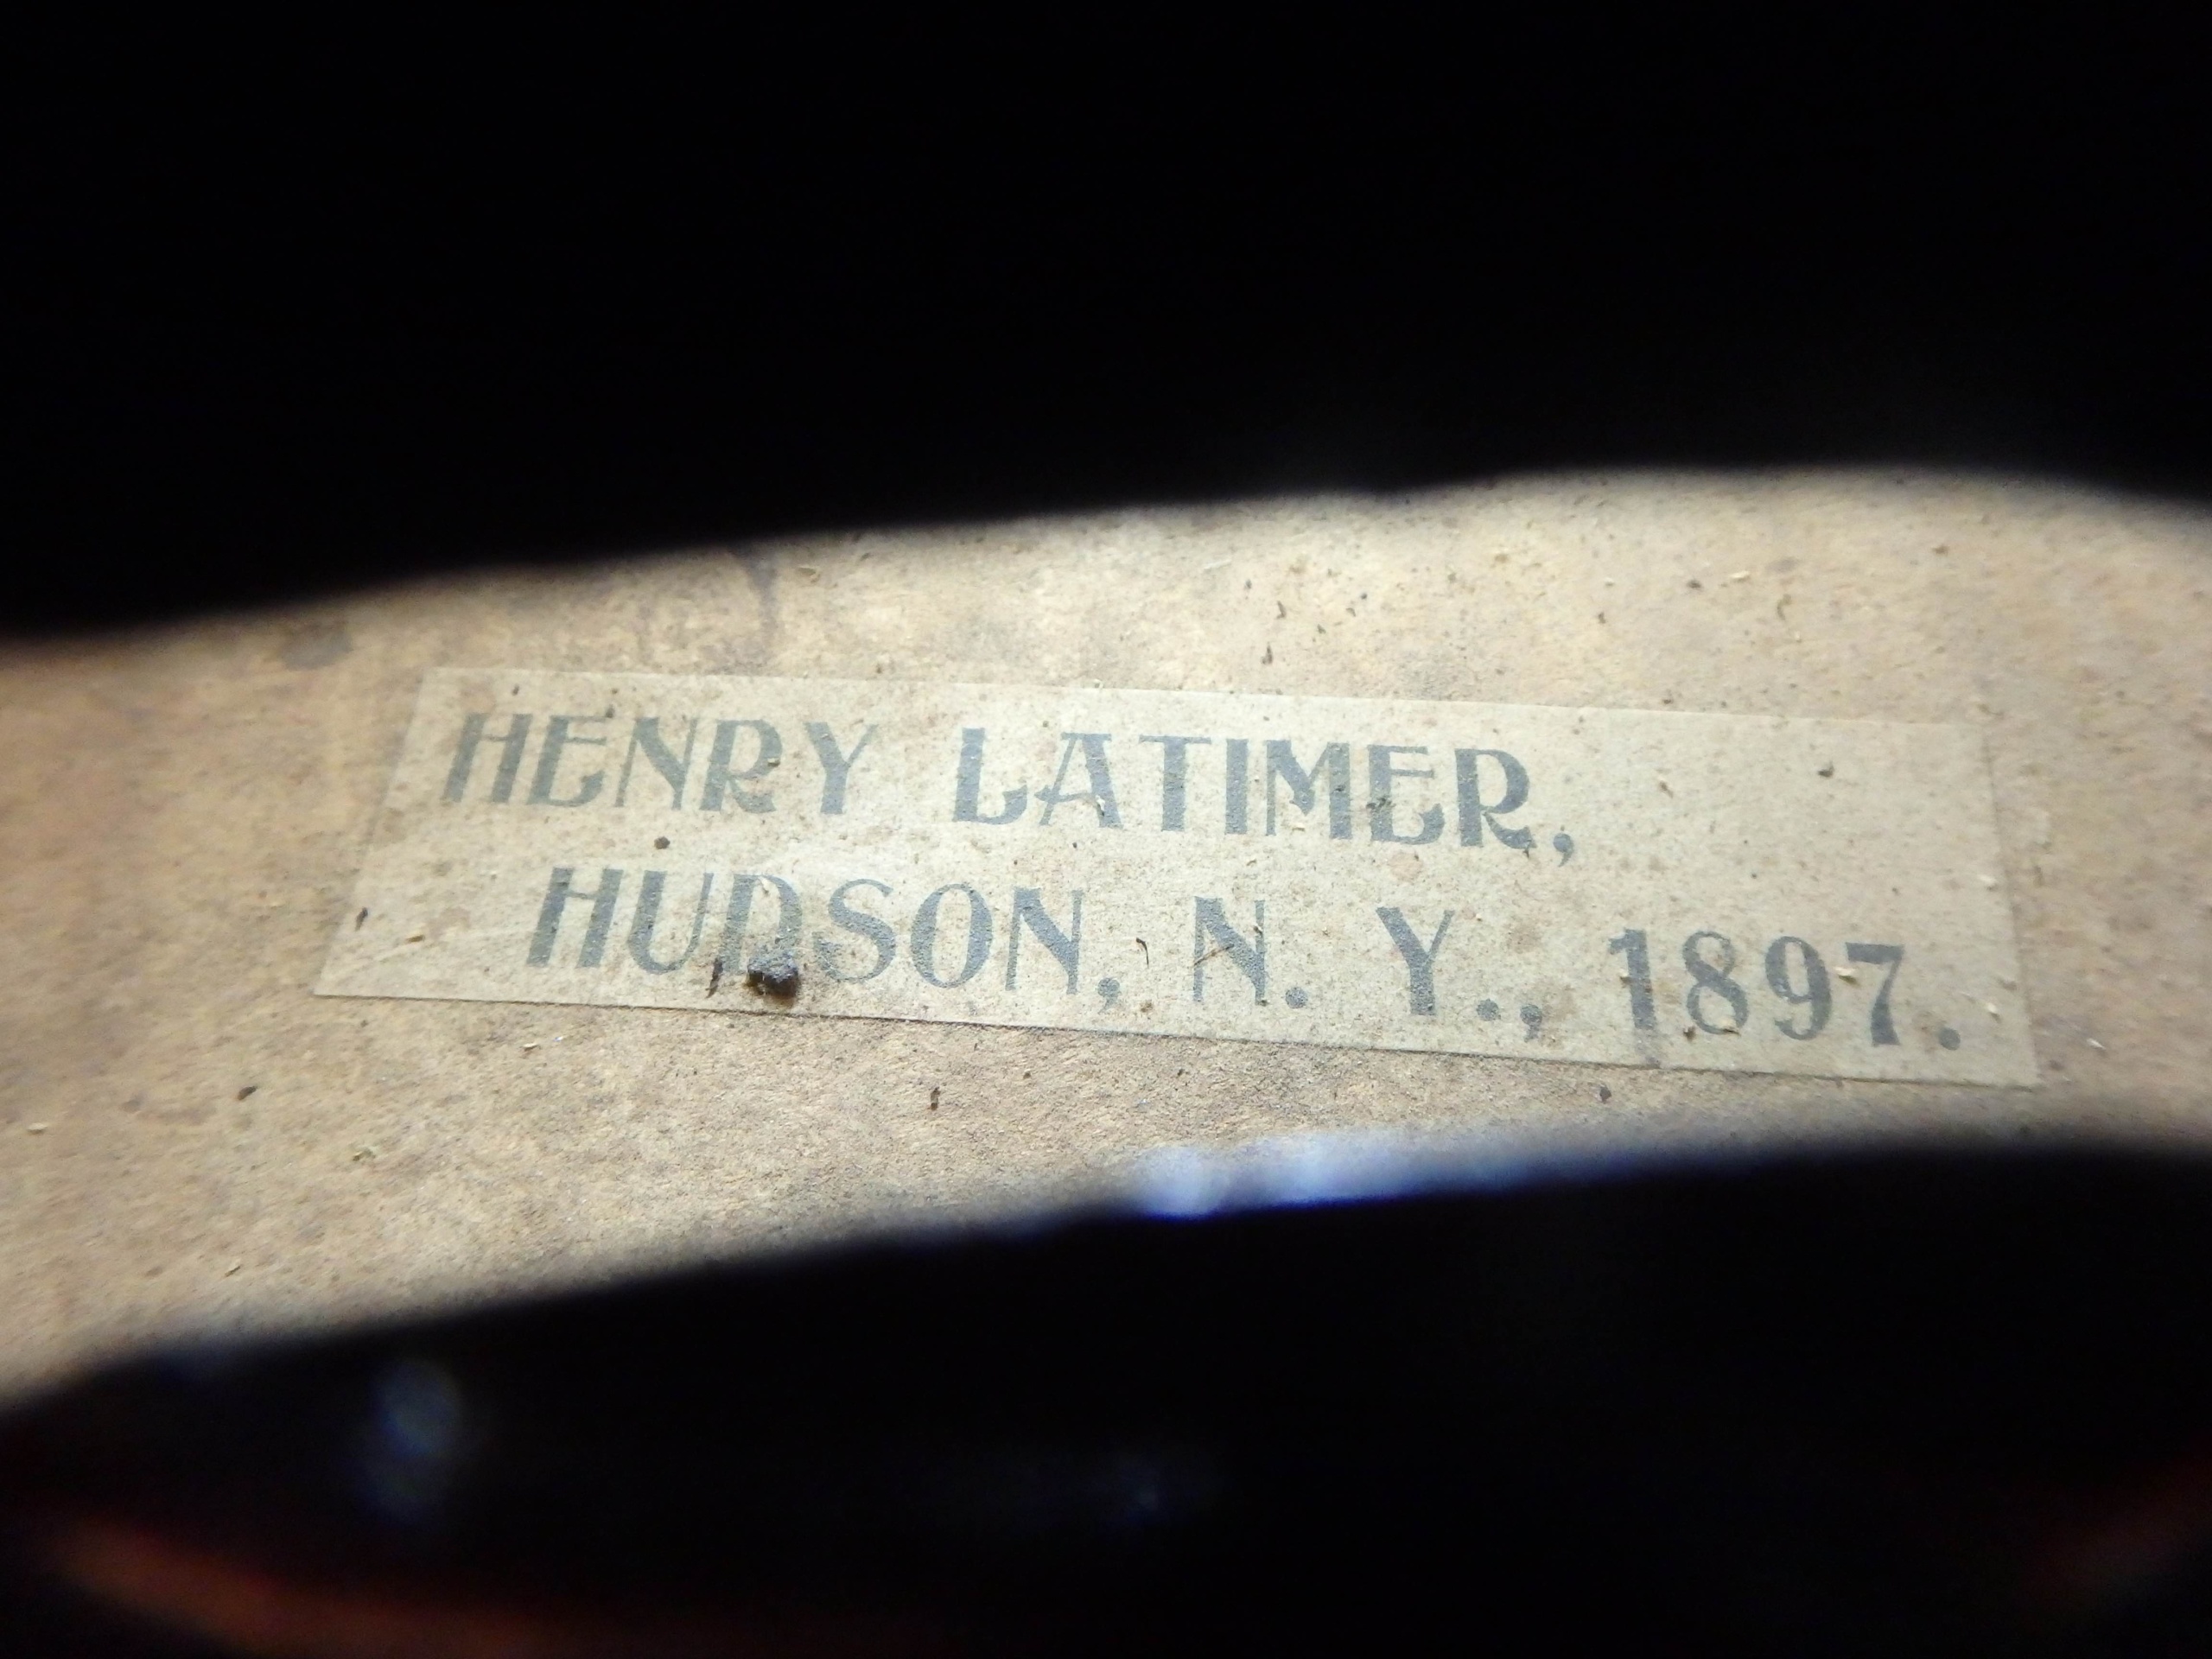 HENRY LATIMER,
HUDSON, N. Y., 1897.